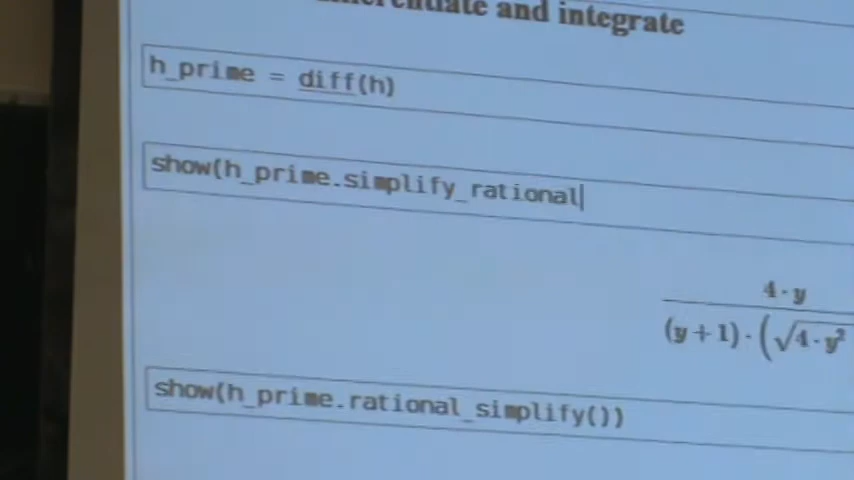 and integrate
h_prime = diff(h)
show(h_prime.simplify_rational
4 · y
(y + 1) · (√4 · y²
show(h_prime.rational_simplify())